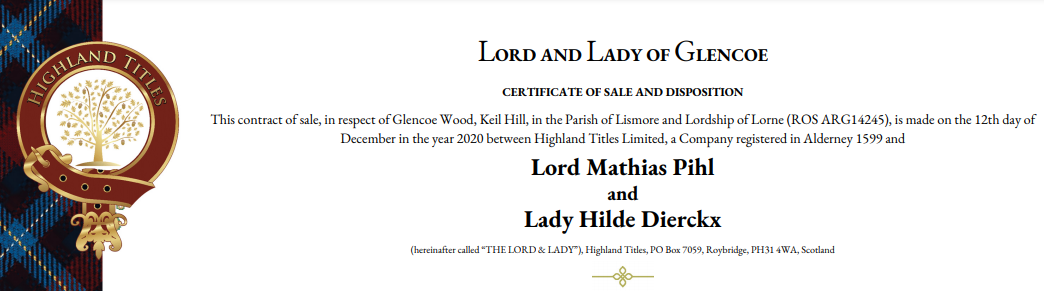 HIGHLAND TITLES
LORD AND LADY OF GLENCOE
CERTIFICATE OF SALE AND DISPOSITION
This contract of sale, in respect of Glencoe Wood, Keil Hill, in the Parish of Lismore and Lordship of Lorne (ROS ARG14245), is made on the 12th day of
December in the year 2020 between Highland Titles Limited, a Company registered in Alderney 1599 and
Lord Mathias Pihl
and
Lady Hilde Dierckx
(hereinafter called “THE LORD & LADY”), Highland Titles, PO Box 7059, Roybridge, PH31 4WA, Scotland